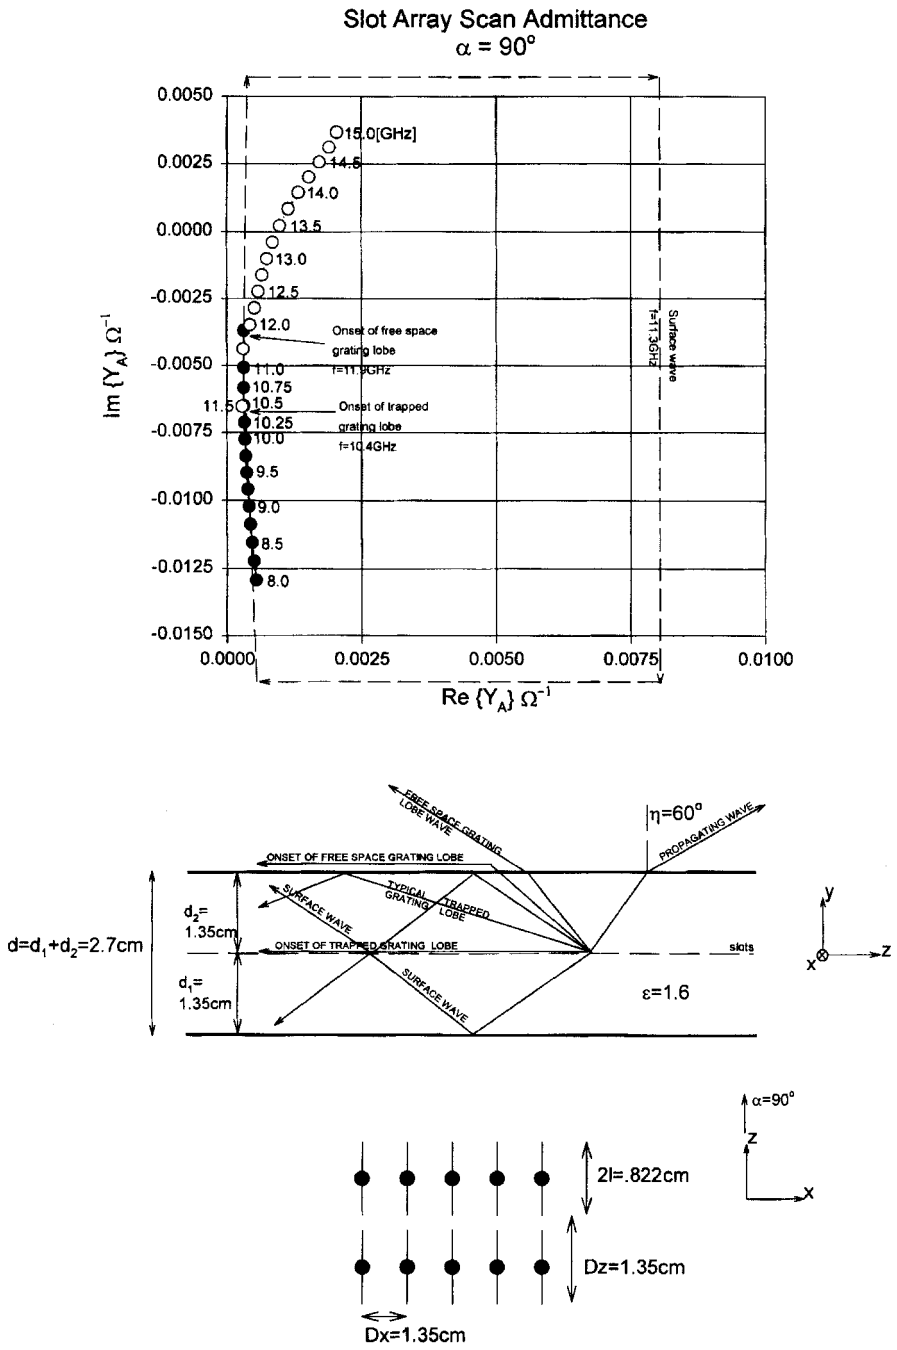 Slot Array Scan Admittance
α = 90°
0.0050
0.0025
0.0000
-0.0025
-0.0050
-0.0075
-0.0100
-0.0125
-0.0150
Im {Y_A} Ω⁻¹
15.0[GHz]
14.5
14.0
13.5
13.0
12.5
12.0
11.0
10.75
11.5
10.5
10.25
10.0
9.5
9.0
8.5
8.0
Onset of free space
grating lobe
f=11.9GHz
Onset of trapped
grating lobe
f=10.4GHz
Surface wave
f=11.3GHz
0.0000
0.0025
0.0050
0.0075
0.0100
Re {Y_A} Ω⁻¹
FREE SPACE GRATING
LOBE WAVE
η=60°
PROPAGATING WAVE
ONSET OF FREE SPACE GRATING LOBE
SURFACE WAVE
TYPICAL TRAPPED
GRATING LOBE
d₂=
1.35cm
d=d₁+d₂=2.7cm
ONSET OF TRAPPED GRATING LOBE
slots
SURFACE WAVE
d₁=
1.35cm
ε=1.6
y
x
z
α=90°
z
x
2l=.822cm
Dz=1.35cm
Dx=1.35cm